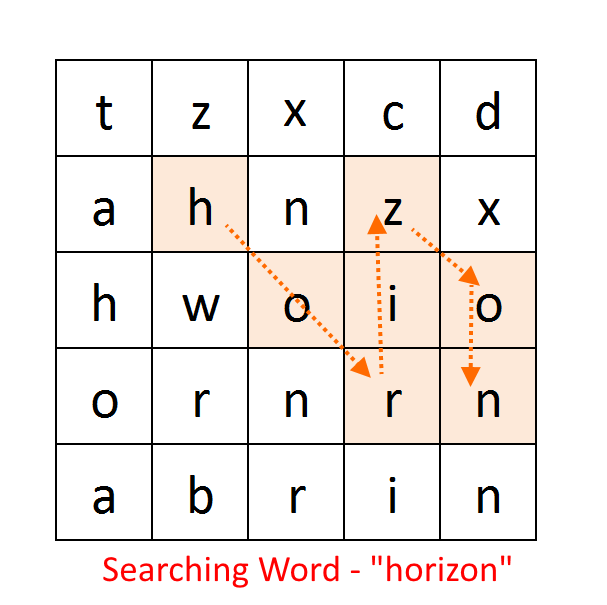 t z x c d
a h n z x
h w o i o
o r n r n
a b r i n
Searching Word - "horizon"